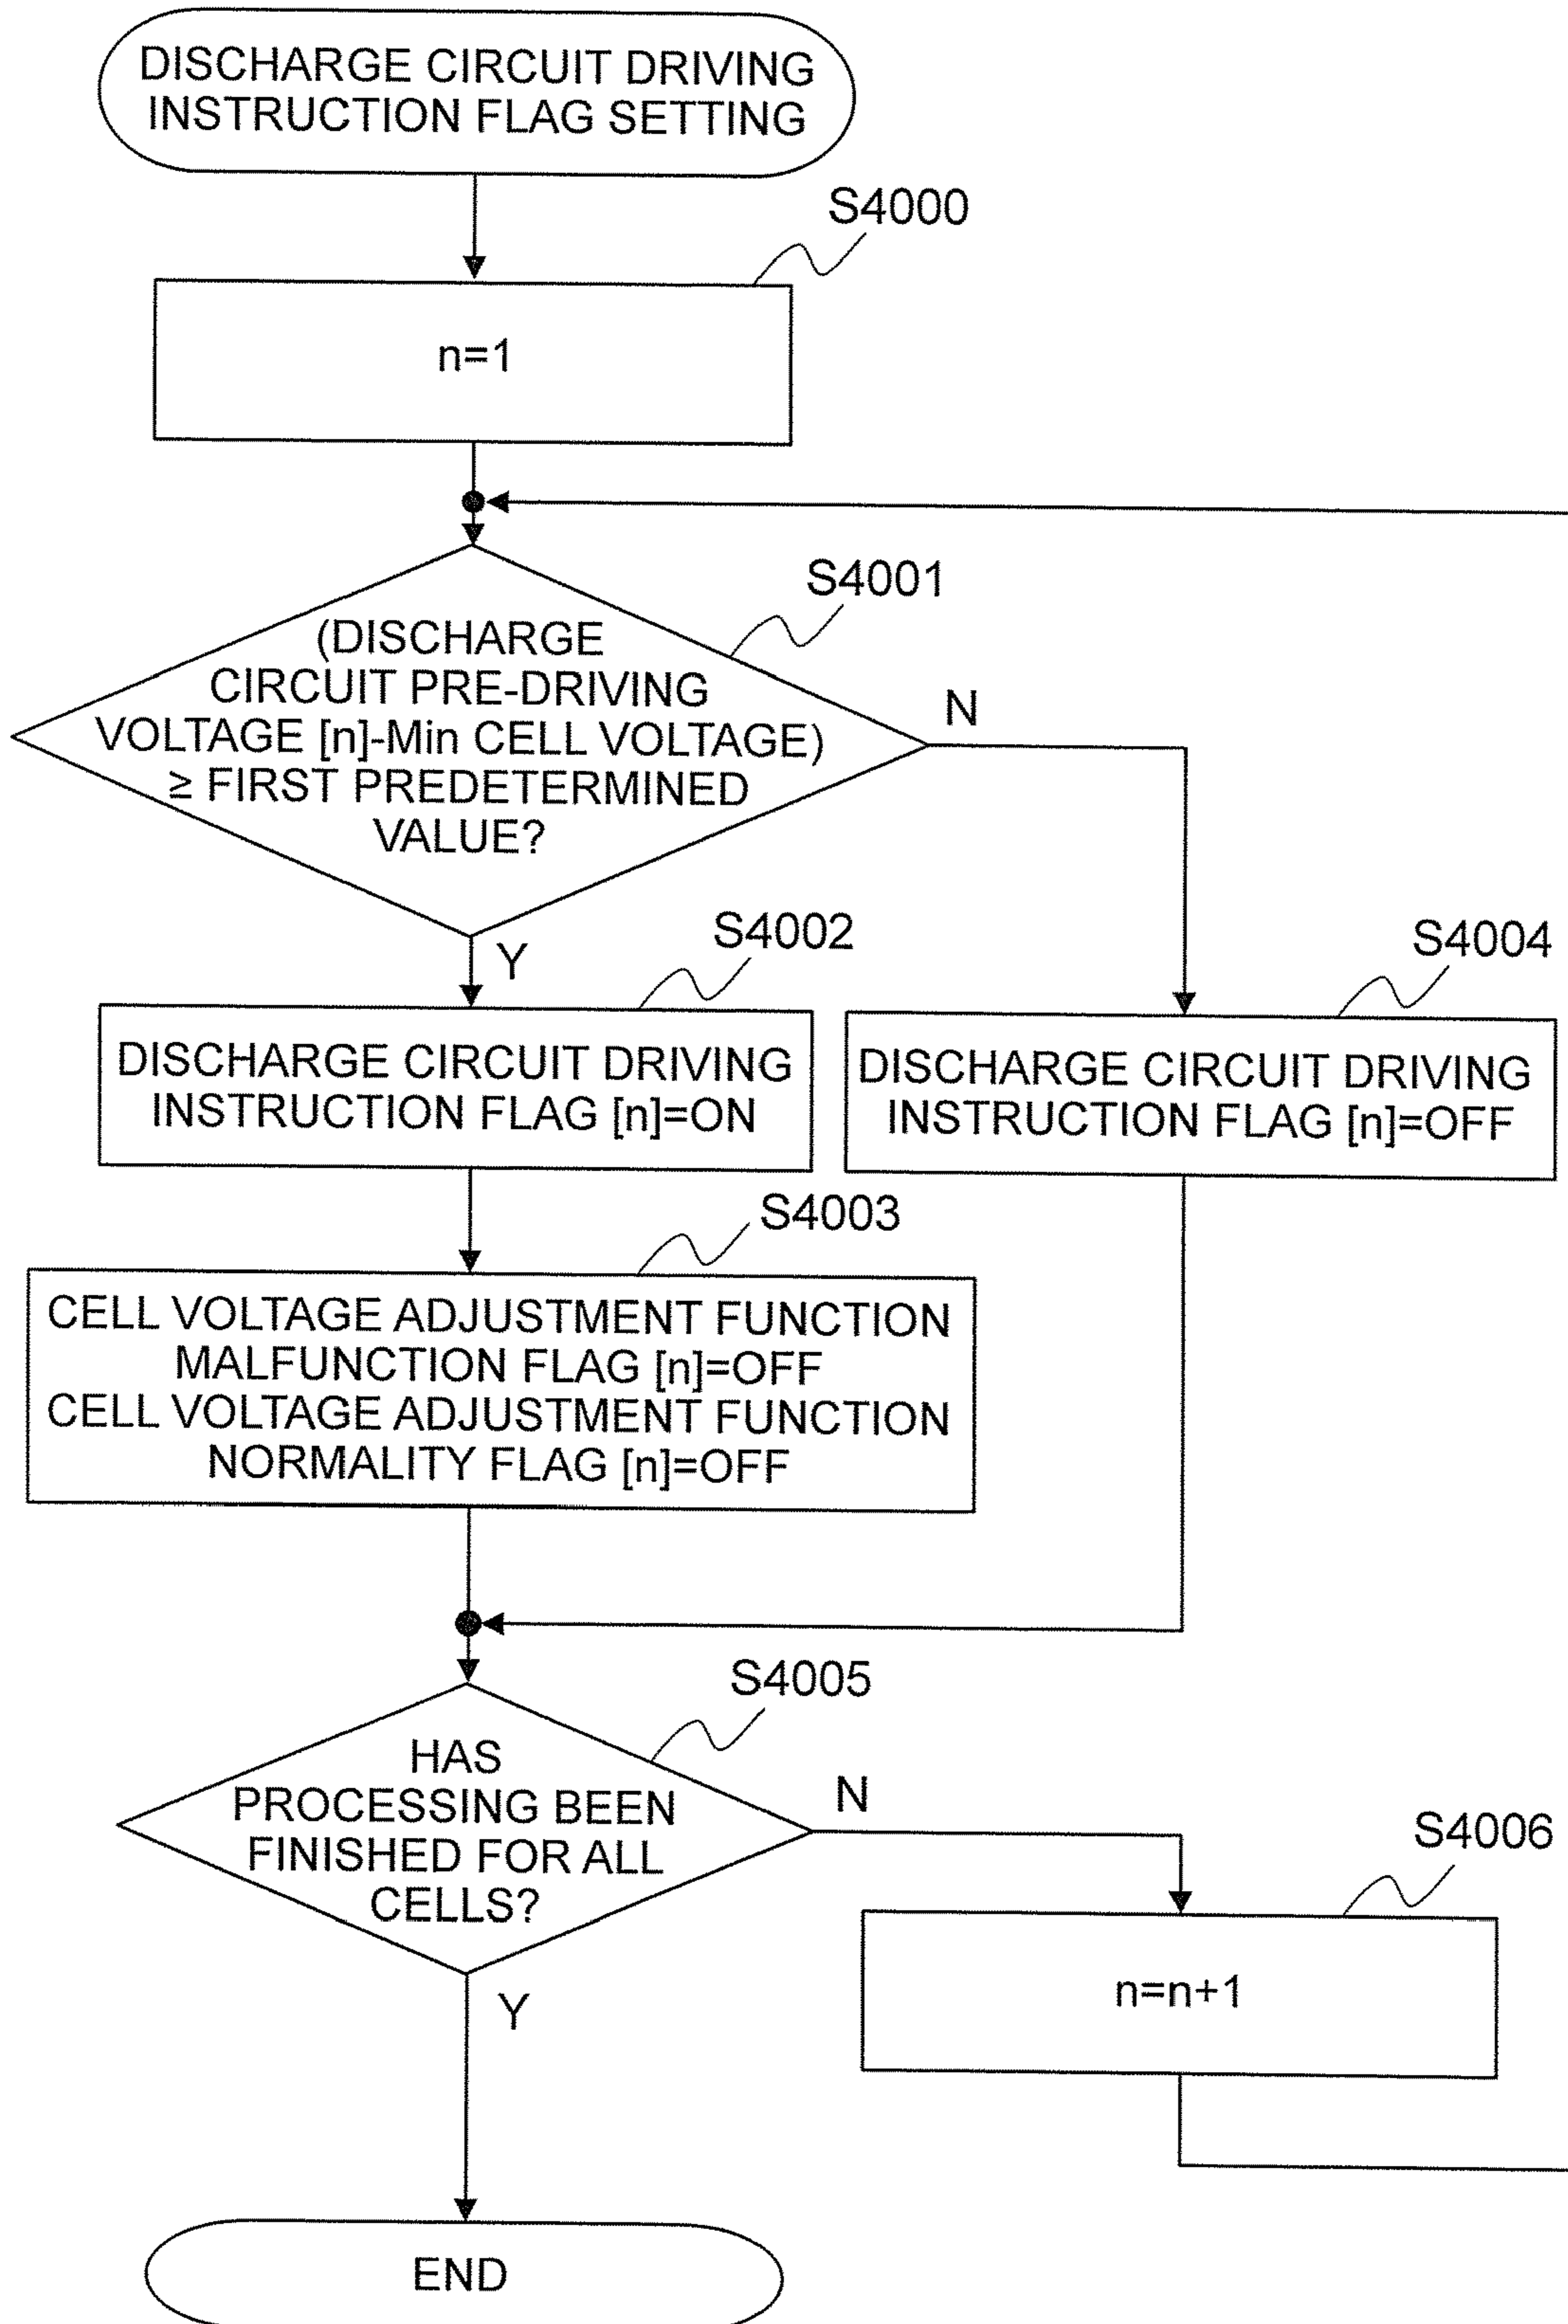 DISCHARGE CIRCUIT DRIVING
INSTRUCTION FLAG SETTING
S4000
n=1
S4001
(DISCHARGE
CIRCUIT PRE-DRIVING
VOLTAGE [n]-Min CELL VOLTAGE)
≥ FIRST PREDETERMINED
VALUE?
N
Y
S4002
DISCHARGE CIRCUIT DRIVING
INSTRUCTION FLAG [n]=ON
S4004
DISCHARGE CIRCUIT DRIVING
INSTRUCTION FLAG [n]=OFF
S4003
CELL VOLTAGE ADJUSTMENT FUNCTION
MALFUNCTION FLAG [n]=OFF
CELL VOLTAGE ADJUSTMENT FUNCTION
NORMALITY FLAG [n]=OFF
S4005
HAS
PROCESSING BEEN
FINISHED FOR ALL
CELLS?
N
Y
S4006
n=n+1
END